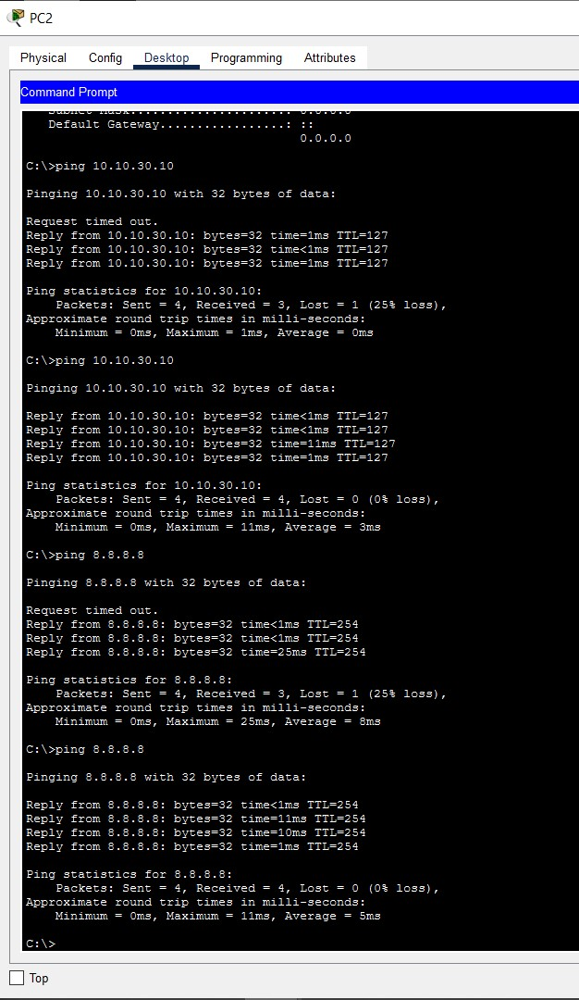 PC2
Physical Config Desktop Programming Attributes
Command Prompt
Subnet Mask......................: 0.0.0.0
Default Gateway.................: ::
0.0.0.0
C:\>ping 10.10.30.10
Pinging 10.10.30.10 with 32 bytes of data:
Request timed out.
Reply from 10.10.30.10: bytes=32 time=1ms TTL=127
Reply from 10.10.30.10: bytes=32 time<1ms TTL=127
Reply from 10.10.30.10: bytes=32 time=1ms TTL=127
Ping statistics for 10.10.30.10:
Packets: Sent = 4, Received = 3, Lost = 1 (25% loss),
Approximate round trip times in milli-seconds:
Minimum = 0ms, Maximum = 1ms, Average = 0ms
C:\>ping 10.10.30.10
Pinging 10.10.30.10 with 32 bytes of data:
Reply from 10.10.30.10: bytes=32 time<1ms TTL=127
Reply from 10.10.30.10: bytes=32 time<1ms TTL=127
Reply from 10.10.30.10: bytes=32 time=11ms TTL=127
Reply from 10.10.30.10: bytes=32 time=1ms TTL=127
Ping statistics for 10.10.30.10:
Packets: Sent = 4, Received = 4, Lost = 0 (0% loss),
Approximate round trip times in milli-seconds:
Minimum = 0ms, Maximum = 11ms, Average = 3ms
C:\>ping 8.8.8.8
Pinging 8.8.8.8 with 32 bytes of data:
Request timed out.
Reply from 8.8.8.8: bytes=32 time<1ms TTL=254
Reply from 8.8.8.8: bytes=32 time<1ms TTL=254
Reply from 8.8.8.8: bytes=32 time=25ms TTL=254
Ping statistics for 8.8.8.8:
Packets: Sent = 4, Received = 3, Lost = 1 (25% loss),
Approximate round trip times in milli-seconds:
Minimum = 0ms, Maximum = 25ms, Average = 8ms
C:\>ping 8.8.8.8
Pinging 8.8.8.8 with 32 bytes of data:
Reply from 8.8.8.8: bytes=32 time<1ms TTL=254
Reply from 8.8.8.8: bytes=32 time=11ms TTL=254
Reply from 8.8.8.8: bytes=32 time=10ms TTL=254
Reply from 8.8.8.8: bytes=32 time=1ms TTL=254
Ping statistics for 8.8.8.8:
Packets: Sent = 4, Received = 4, Lost = 0 (0% loss),
Approximate round trip times in milli-seconds:
Minimum = 0ms, Maximum = 11ms, Average = 5ms
C:\>
Top